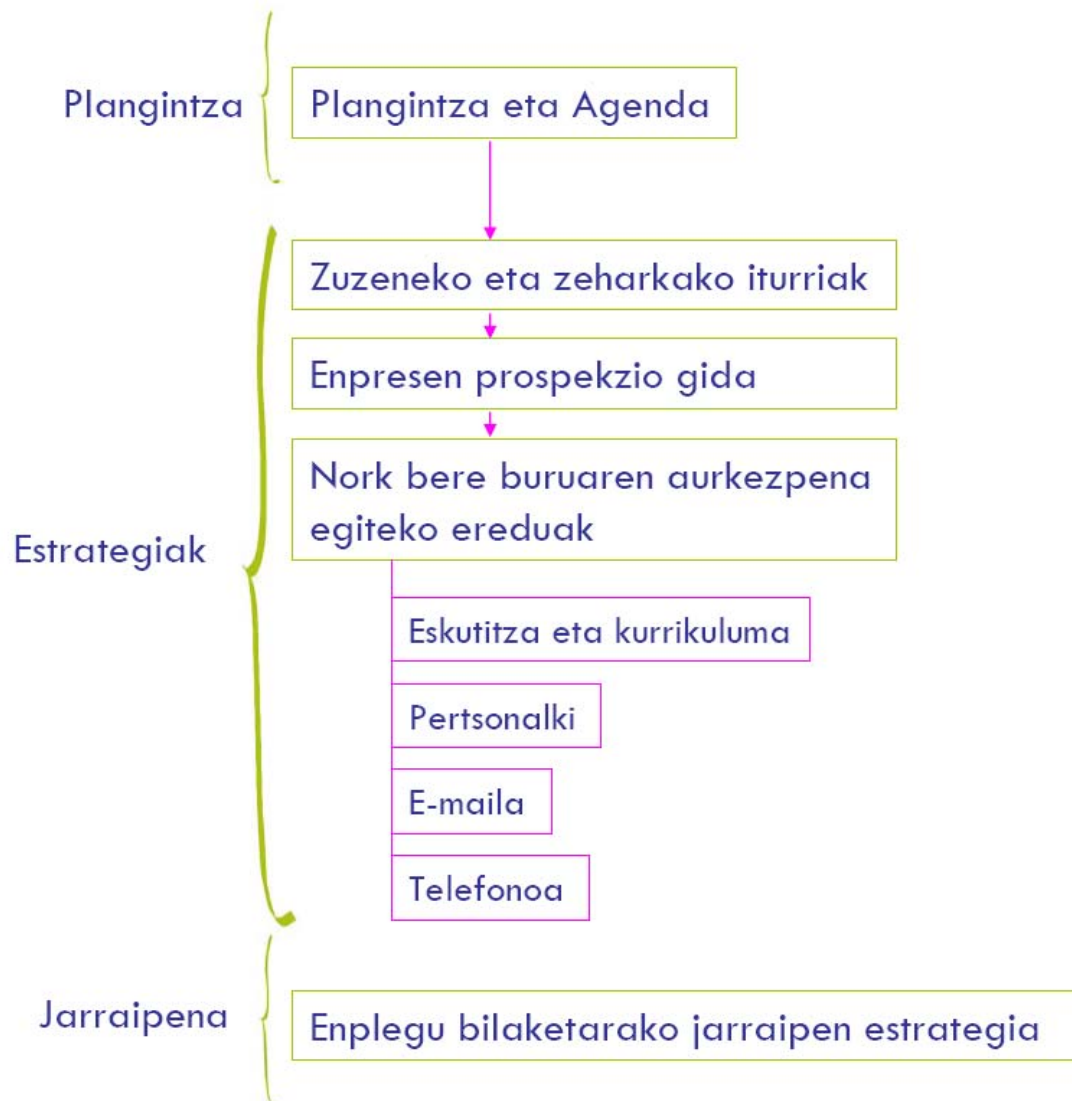 Plangintza
Plangintza eta Agenda
Zuzeneko eta zeharkako iturriak
Enpresen prospekzio gida
Nork bere buruaren aurkezpena
egiteko ereduak
Estrategiak
Eskutitza eta kurrikuluma
Pertsonalki
E-maila
Telefonoa
Jarraipena
Enplegu bilaketarako jarraipen estrategia